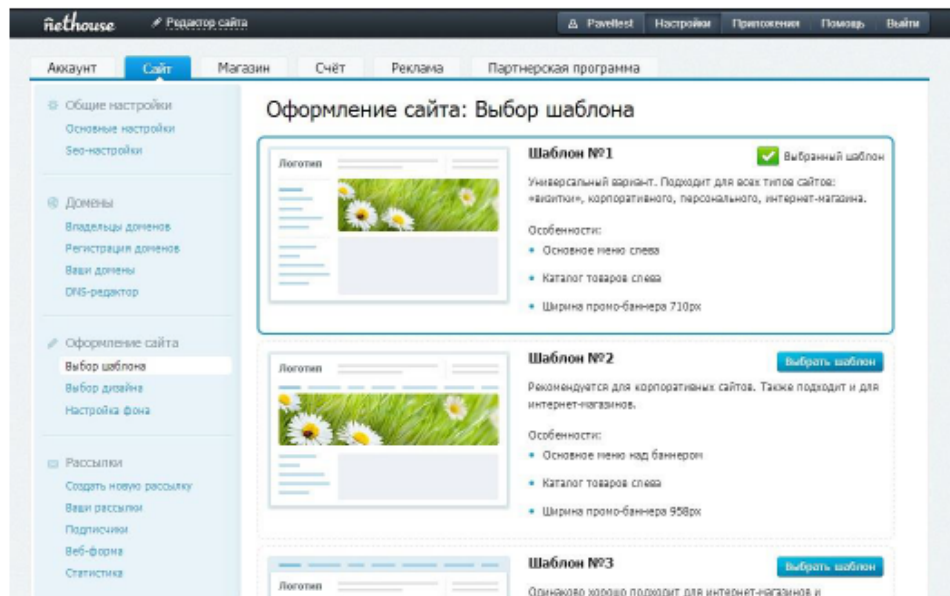 nethouse Редактор сайта Paveltest Настройки Приложения Помощь Выйти
Аккаунт Сайт Магазин Счёт Реклама Партнерская программа
Общие настройки
Основные настройки
Seo-настройки
Домены
Владельцы доменов
Регистрация доменов
Ваши домены
DNS-редактор
Оформление сайта
Выбор шаблона
Выбор дизайна
Настройка фона
Рассылки
Создать новую рассылку
Ваши рассылки
Подписчики
Веб-форма
Статистика
Оформление сайта: Выбор шаблона
Логотип
Шаблон №1
Выбранный шаблон
Универсальный вариант. Подходит для всех типов сайтов:
«визитки», корпоративного, персонального, интернет-магазина.
Особенности:
Основное меню слева
Каталог товаров слева
Ширина промо-баннера 710px
Логотип
Шаблон №2
Выбрать шаблон
Рекомендуется для корпоративных сайтов. Также подходит и для
интернет-магазинов.
Особенности:
Основное меню над баннером
Каталог товаров слева
Ширина промо-баннера 958px
Логотип
Шаблон №3
Выбрать шаблон
Одинаково хорошо подходит для интернет-магазинов и